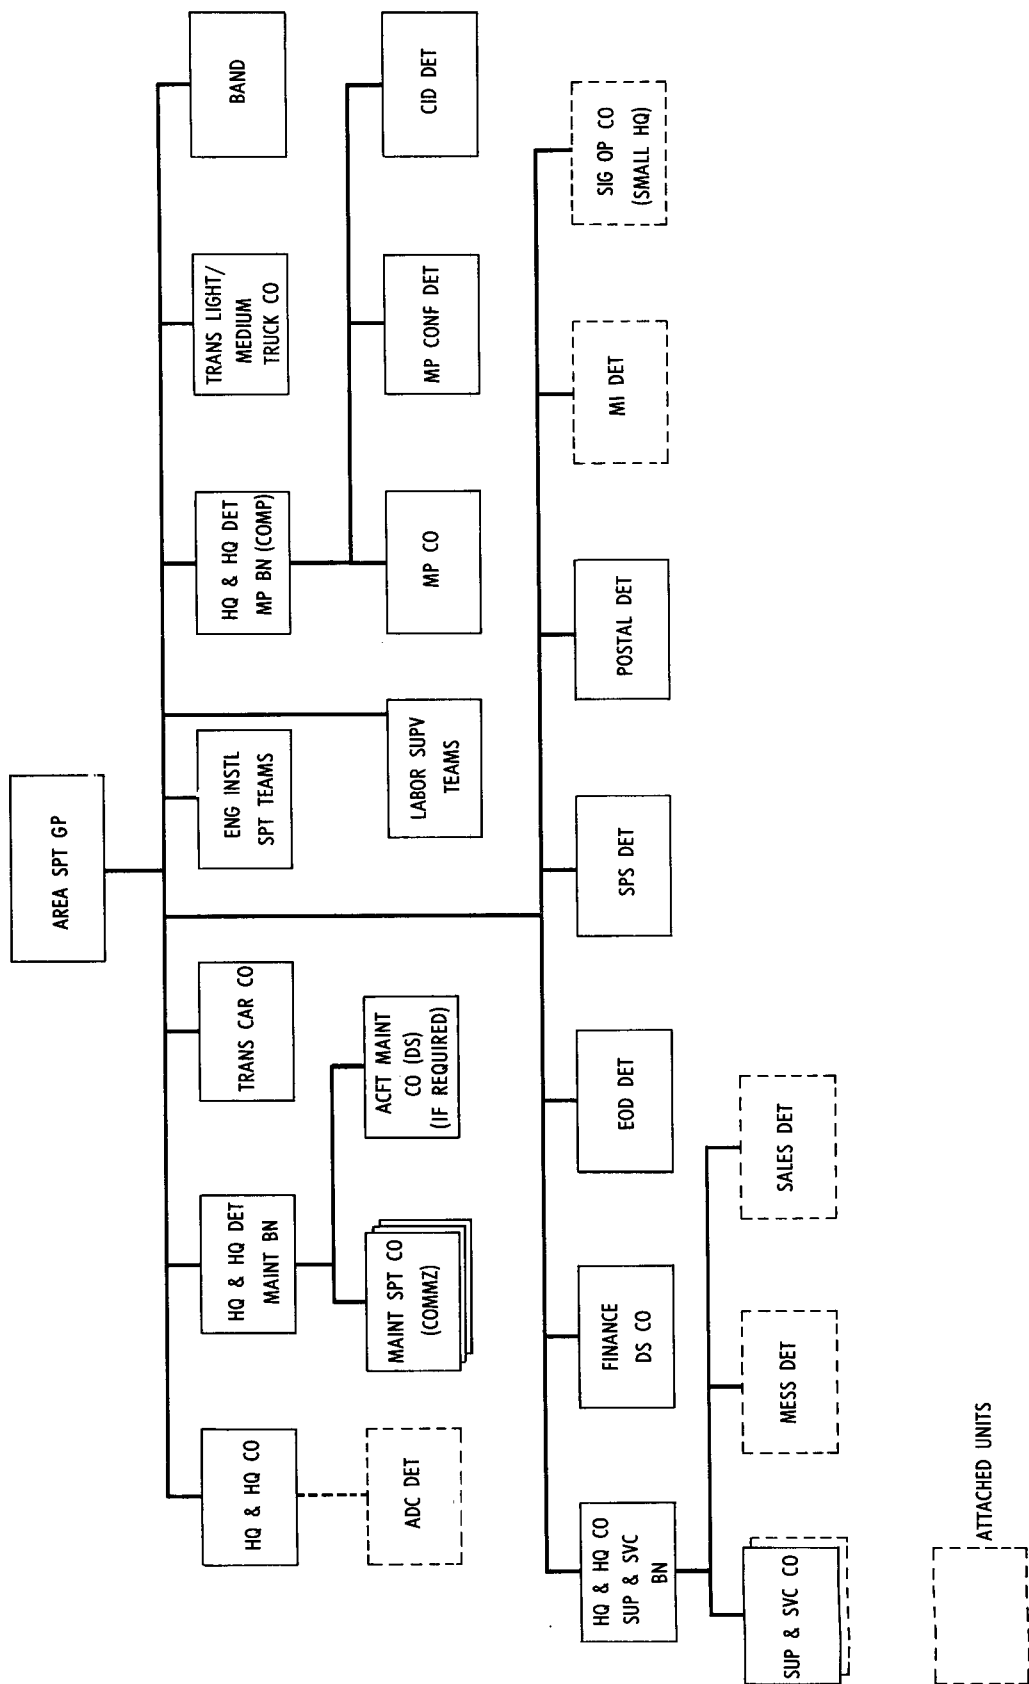 AREA SPT GP
HQ & HQ CO
HQ & HQ DET
MAINT BN
TRANS CAR CO
ENG INSTL
SPT TEAMS
HQ & HQ DET
MP BN (COMP)
TRANS LIGHT/
MEDIUM
TRUCK CO
BAND
ADC DET
MAINT SPT CO
(COMMZ)
ACFT MAINT
CO (DS)
(IF REQUIRED)
LABOR SUPV
TEAMS
MP CO
MP CONF DET
CID DET
HQ & HQ CO
SUP & SVC
BN
FINANCE
DS CO
EOD DET
SPS DET
POSTAL DET
MI DET
SIG OP CO
(SMALL HQ)
SUP & SVC CO
MESS DET
SALES DET
ATTACHED UNITS